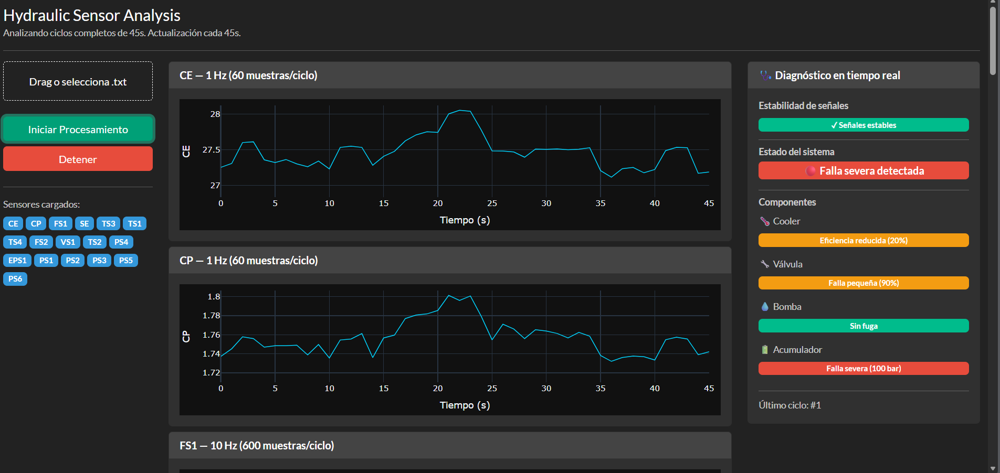 Hydraulic Sensor Analysis
Analizando ciclos completos de 45s. Actualización cada 45s.
Drag o selecciona .txt
Iniciar Procesamiento
Detener
Sensores cargados:
CE CP FS1 SE TS3 TS1
TS4 FS2 VS1 TS2 PS4
EPS1 PS1 PS2 PS3 PS5
PS6
CE — 1 Hz (60 muestras/ciclo)
28
27.5
27
CE
0 5 10 15 20 25 30 35 40 45
Tiempo (s)
CP — 1 Hz (60 muestras/ciclo)
1.8
1.78
1.76
1.74
1.72
CP
0 5 10 15 20 25 30 35 40 45
Tiempo (s)
FS1 — 10 Hz (600 muestras/ciclo)
Diagnóstico en tiempo real
Estabilidad de señales
✓ Señales estables
Estado del sistema
Falla severa detectada
Componentes
Cooler
Eficiencia reducida (20%)
Válvula
Falla pequeña (90%)
Bomba
Sin fuga
Acumulador
Falla severa (100 bar)
Último ciclo: #1